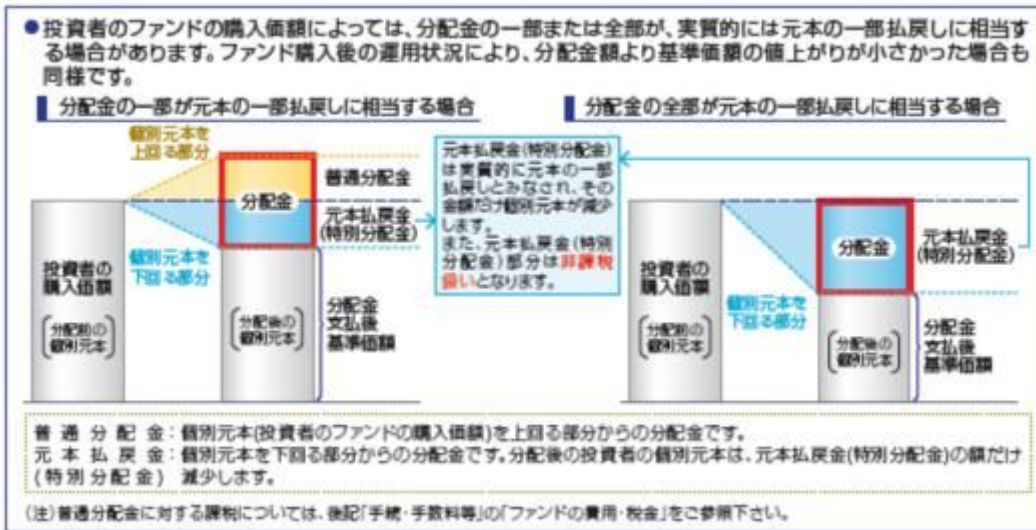 ●投資者のファンドの購入価額によっては、分配金の一部または全部が、実質的には元本の一部払戻しに相当す
る場合があります。ファンド購入後の運用状況により、分配金額より基準価額の値上がりが小さかった場合も
同様です。
分配金の一部が元本の一部払戻しに相当する場合
分配金の全部が元本の一部払戻しに相当する場合
個別元本を
上回る部分
普通分配金
分配金
元本払戻金
(特別分配金)
投資者の
購入価額
(分配前の
個別元本)
個別元本を
下回る部分
(分配後の
個別元本)
分配金
支払後
基準価額
元本払戻金(特別分配金)
は実質的に元本の一部
払戻しとみなされ、その
金額だけ個別元本が減少
します。
また、元本払戻金(特別
分配金)部分は非課税
扱いとなります。
投資者の
購入価額
(分配前の
個別元本)
個別元本を
下回る部分
分配金
元本払戻金
(特別分配金)
(分配後の
個別元本)
分配金
支払後
基準価額
普通分配金:個別元本(投資者のファンドの購入価額)を上回る部分からの分配金です。
元本払戻金:個別元本を下回る部分からの分配金です。分配後の投資者の個別元本は、元本払戻金(特別分配金)の額だけ
(特別分配金) 減少します。
(注)普通分配金に対する課税については、後記「手続・手数料等」の「ファンドの費用・税金」をご参照下さい。